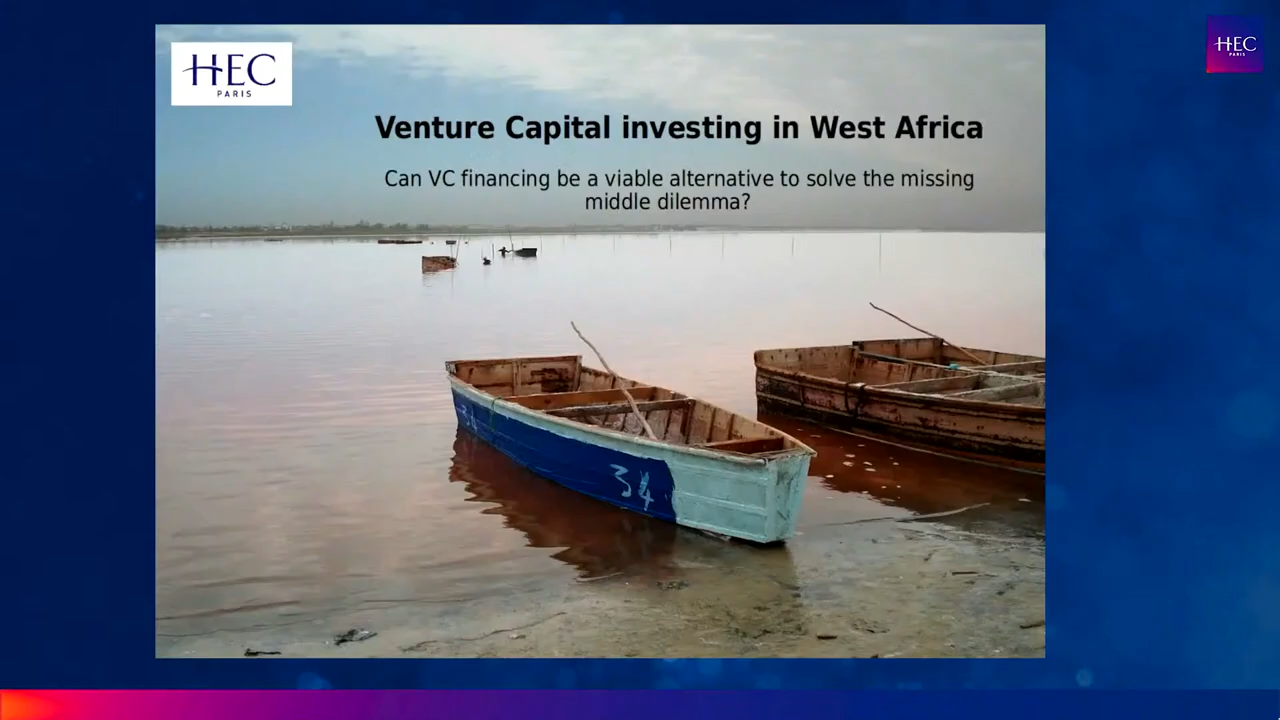 HEC
PARIS
HEC
PARIS
Venture Capital investing in West Africa
Can VC financing be a viable alternative to solve the missing
middle dilemma?
34